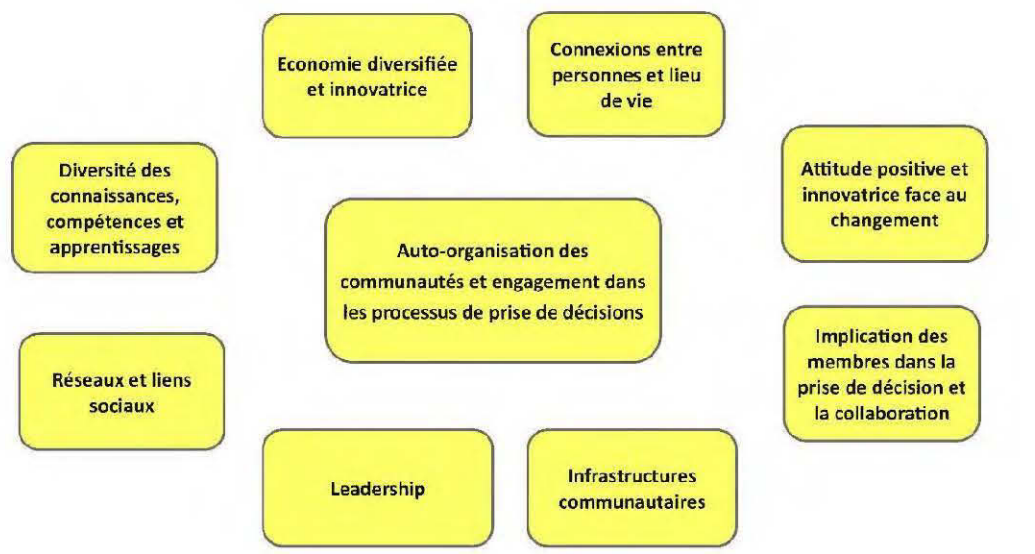 Economie diversifiée
et innovatrice
Connexions entre
personnes et lieu
de vie
Diversité des
connaissances,
compétences et
apprentissages
Attitude positive et
innovatrice face au
changement
Auto-organisation des
communautés et engagement dans
les processus de prise de décisions
Réseaux et liens
sociaux
Implication des
membres dans la
prise de décision et
la collaboration
Leadership
Infrastructures
communautaires